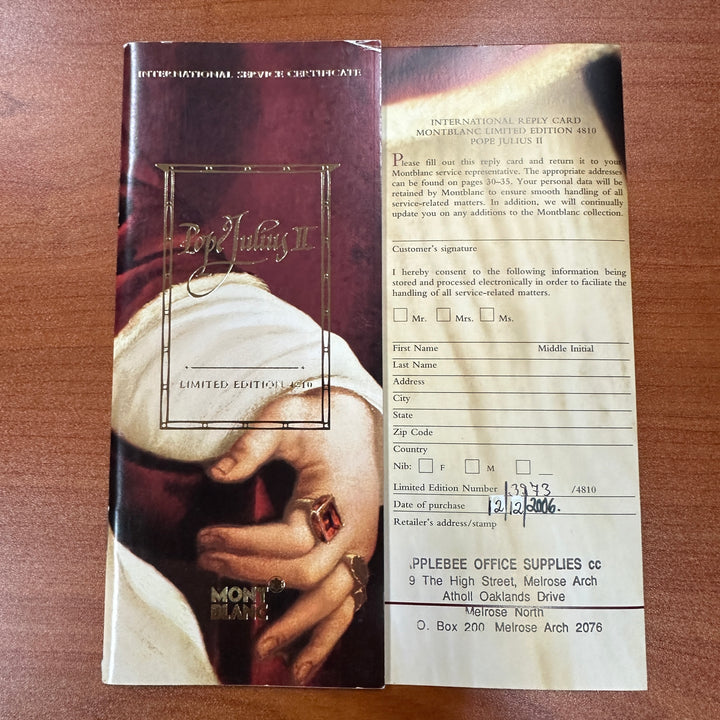 INTERNATIONAL SERVICE CERTIFICATE
Pope Julius II
LIMITED EDITION 4810
MONT
BLANC
INTERNATIONAL REPLY CARD
MONTBLANC LIMITED EDITION 4810
POPE JULIUS II
Please fill out this reply card and return it to your
Montblanc service representative. The appropriate addresses
can be found on pages 30–35. Your personal data will be
retained by Montblanc to ensure smooth handling of all
service-related matters. In addition, we will continually
update you on any additions to the Montblanc collection.
Customer's signature
I hereby consent to the following information being
stored and processed electronically in order to faciliate the
handling of all service-related matters.
Mr. Mrs. Ms.
First Name Middle Initial
Last Name
Address
City
State
Zip Code
Country
Nib: F M
Limited Edition Number 3973 /4810
Date of purchase 12/12/2006.
Retailer's address/stamp
PPLEBEE OFFICE SUPPLIES cc
9 The High Street, Melrose Arch
Atholl Oaklands Drive
Melrose North
O. Box 200 Melrose Arch 2076